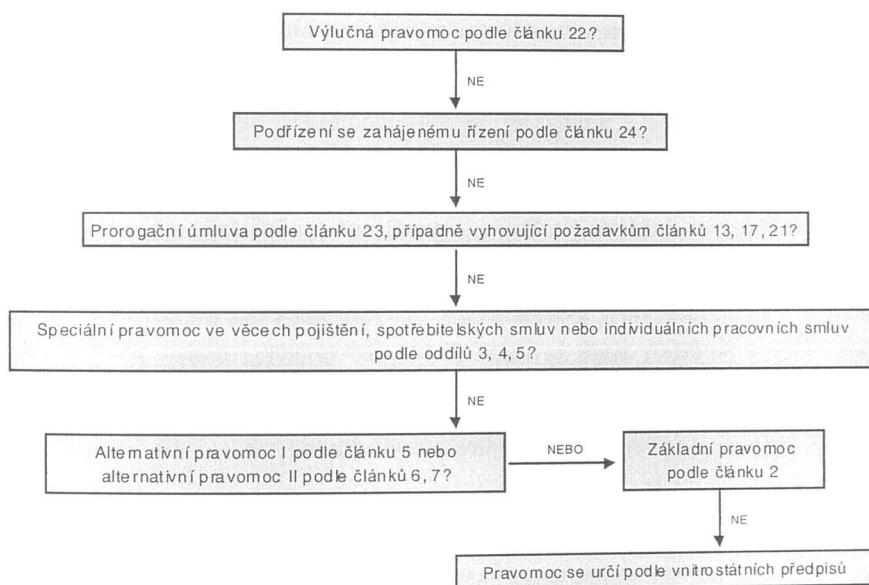 Výlučná pravomoc podle článku 22?
NE
Podřízení se zahájenému řízení podle článku 24?
NE
Prorogační úmluva podle článku 23, případně vyhovující požadavkům článků 13, 17, 21?
NE
Speciální pravomoc ve věcech pojištění, spotřebitelských smluv nebo individuálních pracovních smluv
podle oddílů 3, 4, 5?
NE
Alternativní pravomoc I podle článku 5 nebo
alternativní pravomoc II podle článků 6, 7?
NEBO
Základní pravomoc
podle článku 2
NE
Pravomoc se určí podle vnitrostátních předpisů